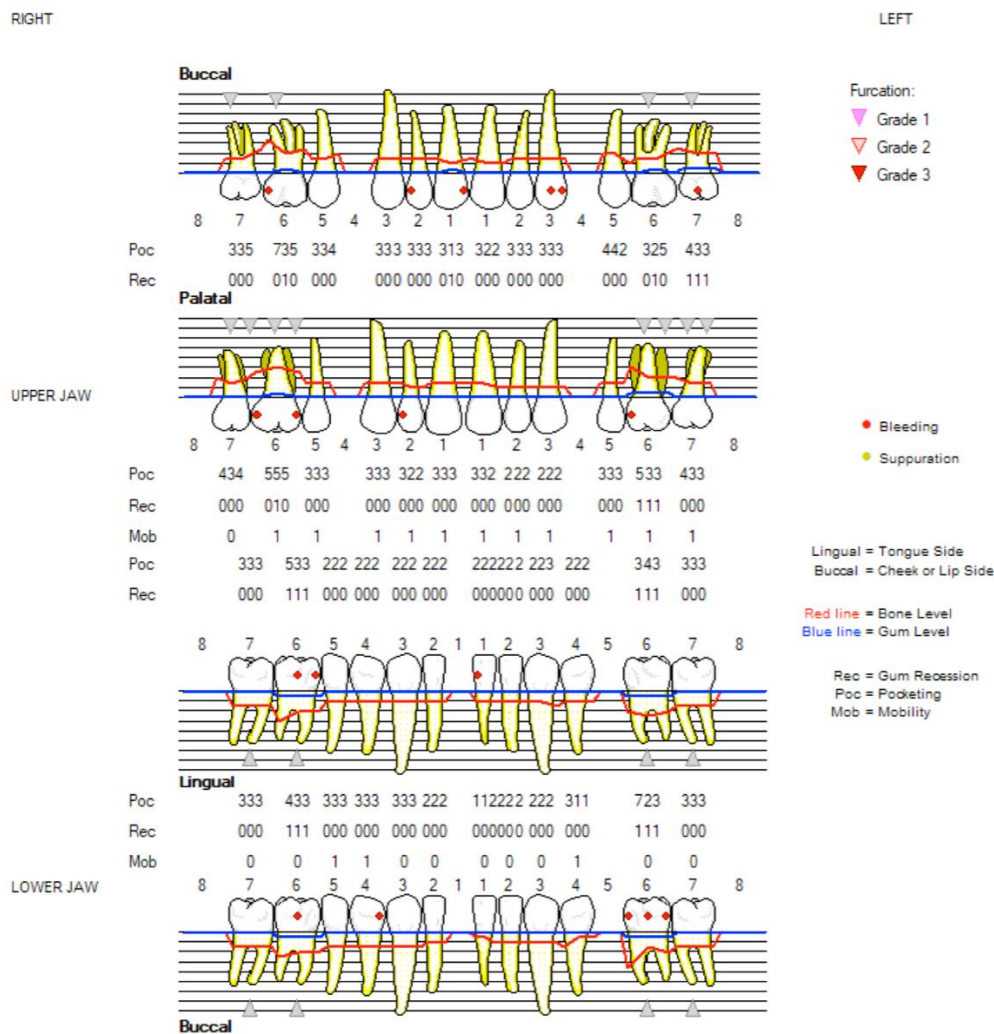 RIGHT LEFT
Buccal
Furcation:
Grade 1
Grade 2
Grade 3
8 7 6 5 4 3 2 1 1 2 3 4 5 6 7 8
Poc 335 735 334 333 333 313 322 333 333 442 325 433
Rec 000 010 000 000 000 010 000 000 000 000 010 111
Palatal
UPPER JAW
Bleeding
8 7 6 5 4 3 2 1 1 2 3 4 5 6 7 8
Suppuration
Poc 434 555 333 333 322 333 332 222 222 333 533 433
Rec 000 010 000 000 000 000 000 000 000 000 111 000
Mob 0 1 1 1 1 1 1 1 1 1 1 1
Lingual = Tongue Side
Poc 333 533 222 222 222 222 222222 223 222 343 333
Buccal = Cheek or Lip Side
Rec 000 111 000 000 000 000 000000 000 000 111 000
Red line = Bone Level
Blue line = Gum Level
8 7 6 5 4 3 2 1 1 2 3 4 5 6 7 8
Rec = Gum Recession
Poc = Pocketing
Mob = Mobility
Lingual
Poc 333 433 333 333 333 222 112222 222 311 723 333
Rec 000 111 000 000 000 000 000000 000 000 111 000
Mob 0 0 1 1 0 0 0 0 0 1 0 0
LOWER JAW 8 7 6 5 4 3 2 1 1 2 3 4 5 6 7 8
Buccal